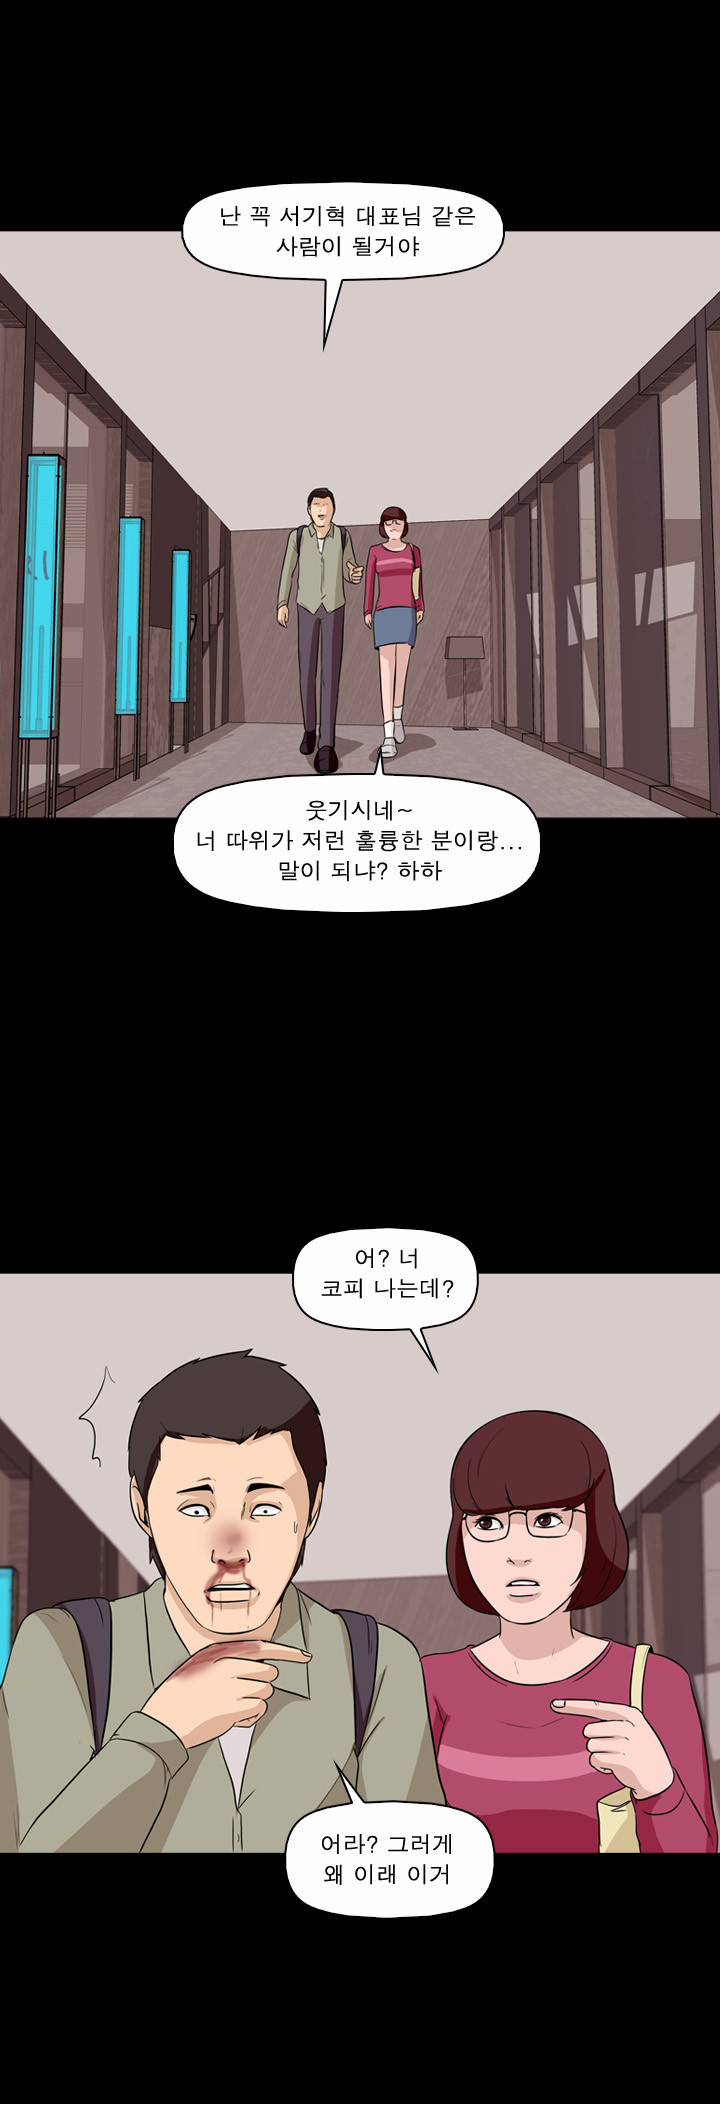 난 꼭 서기혁 대표님 같은
사람이 될거야
웃기시네~
너 따위가 저런 훌륭한 분이랑...
말이 되냐? 하하
어? 너
코피 나는데?
어라? 그러게
왜 이래 이거